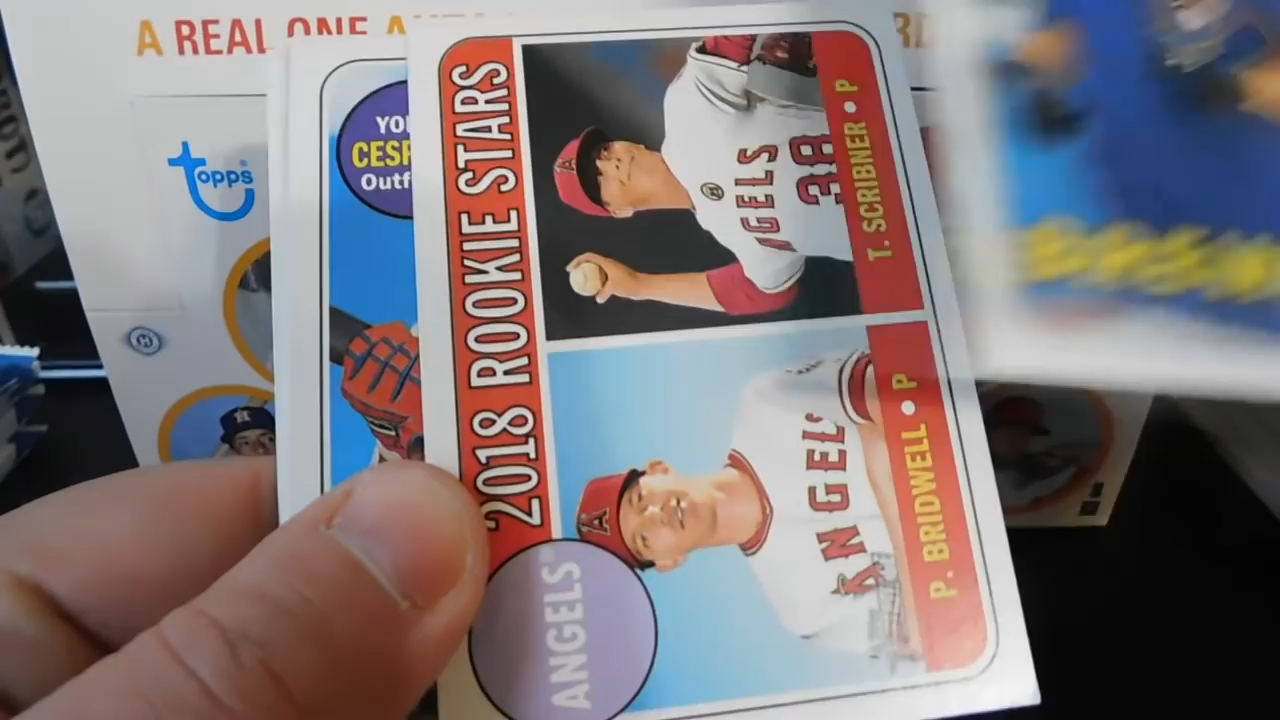 A REAL ONE
topps
YO
CESP
Outf
2018 ROOKIE STARS
ANGELS
38
T. SCRIBNER • P
ANGELS
P. BRIDWELL • P
ANGELS